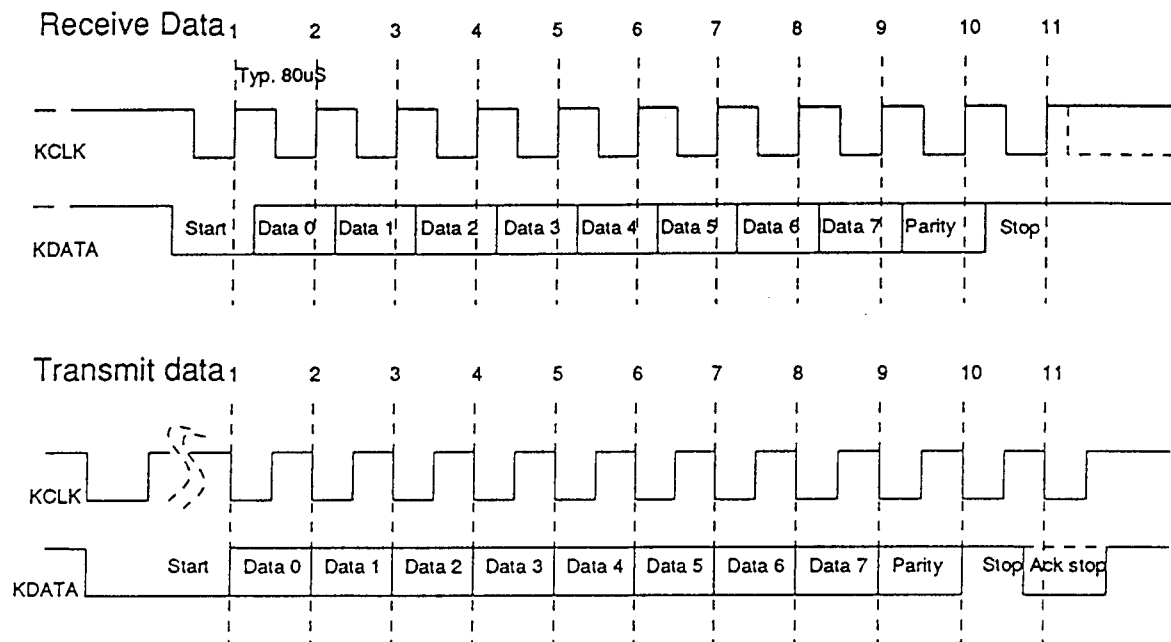 Receive Data 1 2 3 4 5 6 7 8 9 10 11
Typ. 80uS
KCLK
Start Data 0 Data 1 Data 2 Data 3 Data 4 Data 5 Data 6 Data 7 Parity Stop
KDATA
Transmit data 1 2 3 4 5 6 7 8 9 10 11
KCLK
Start Data 0 Data 1 Data 2 Data 3 Data 4 Data 5 Data 6 Data 7 Parity Stop Ack stop
KDATA